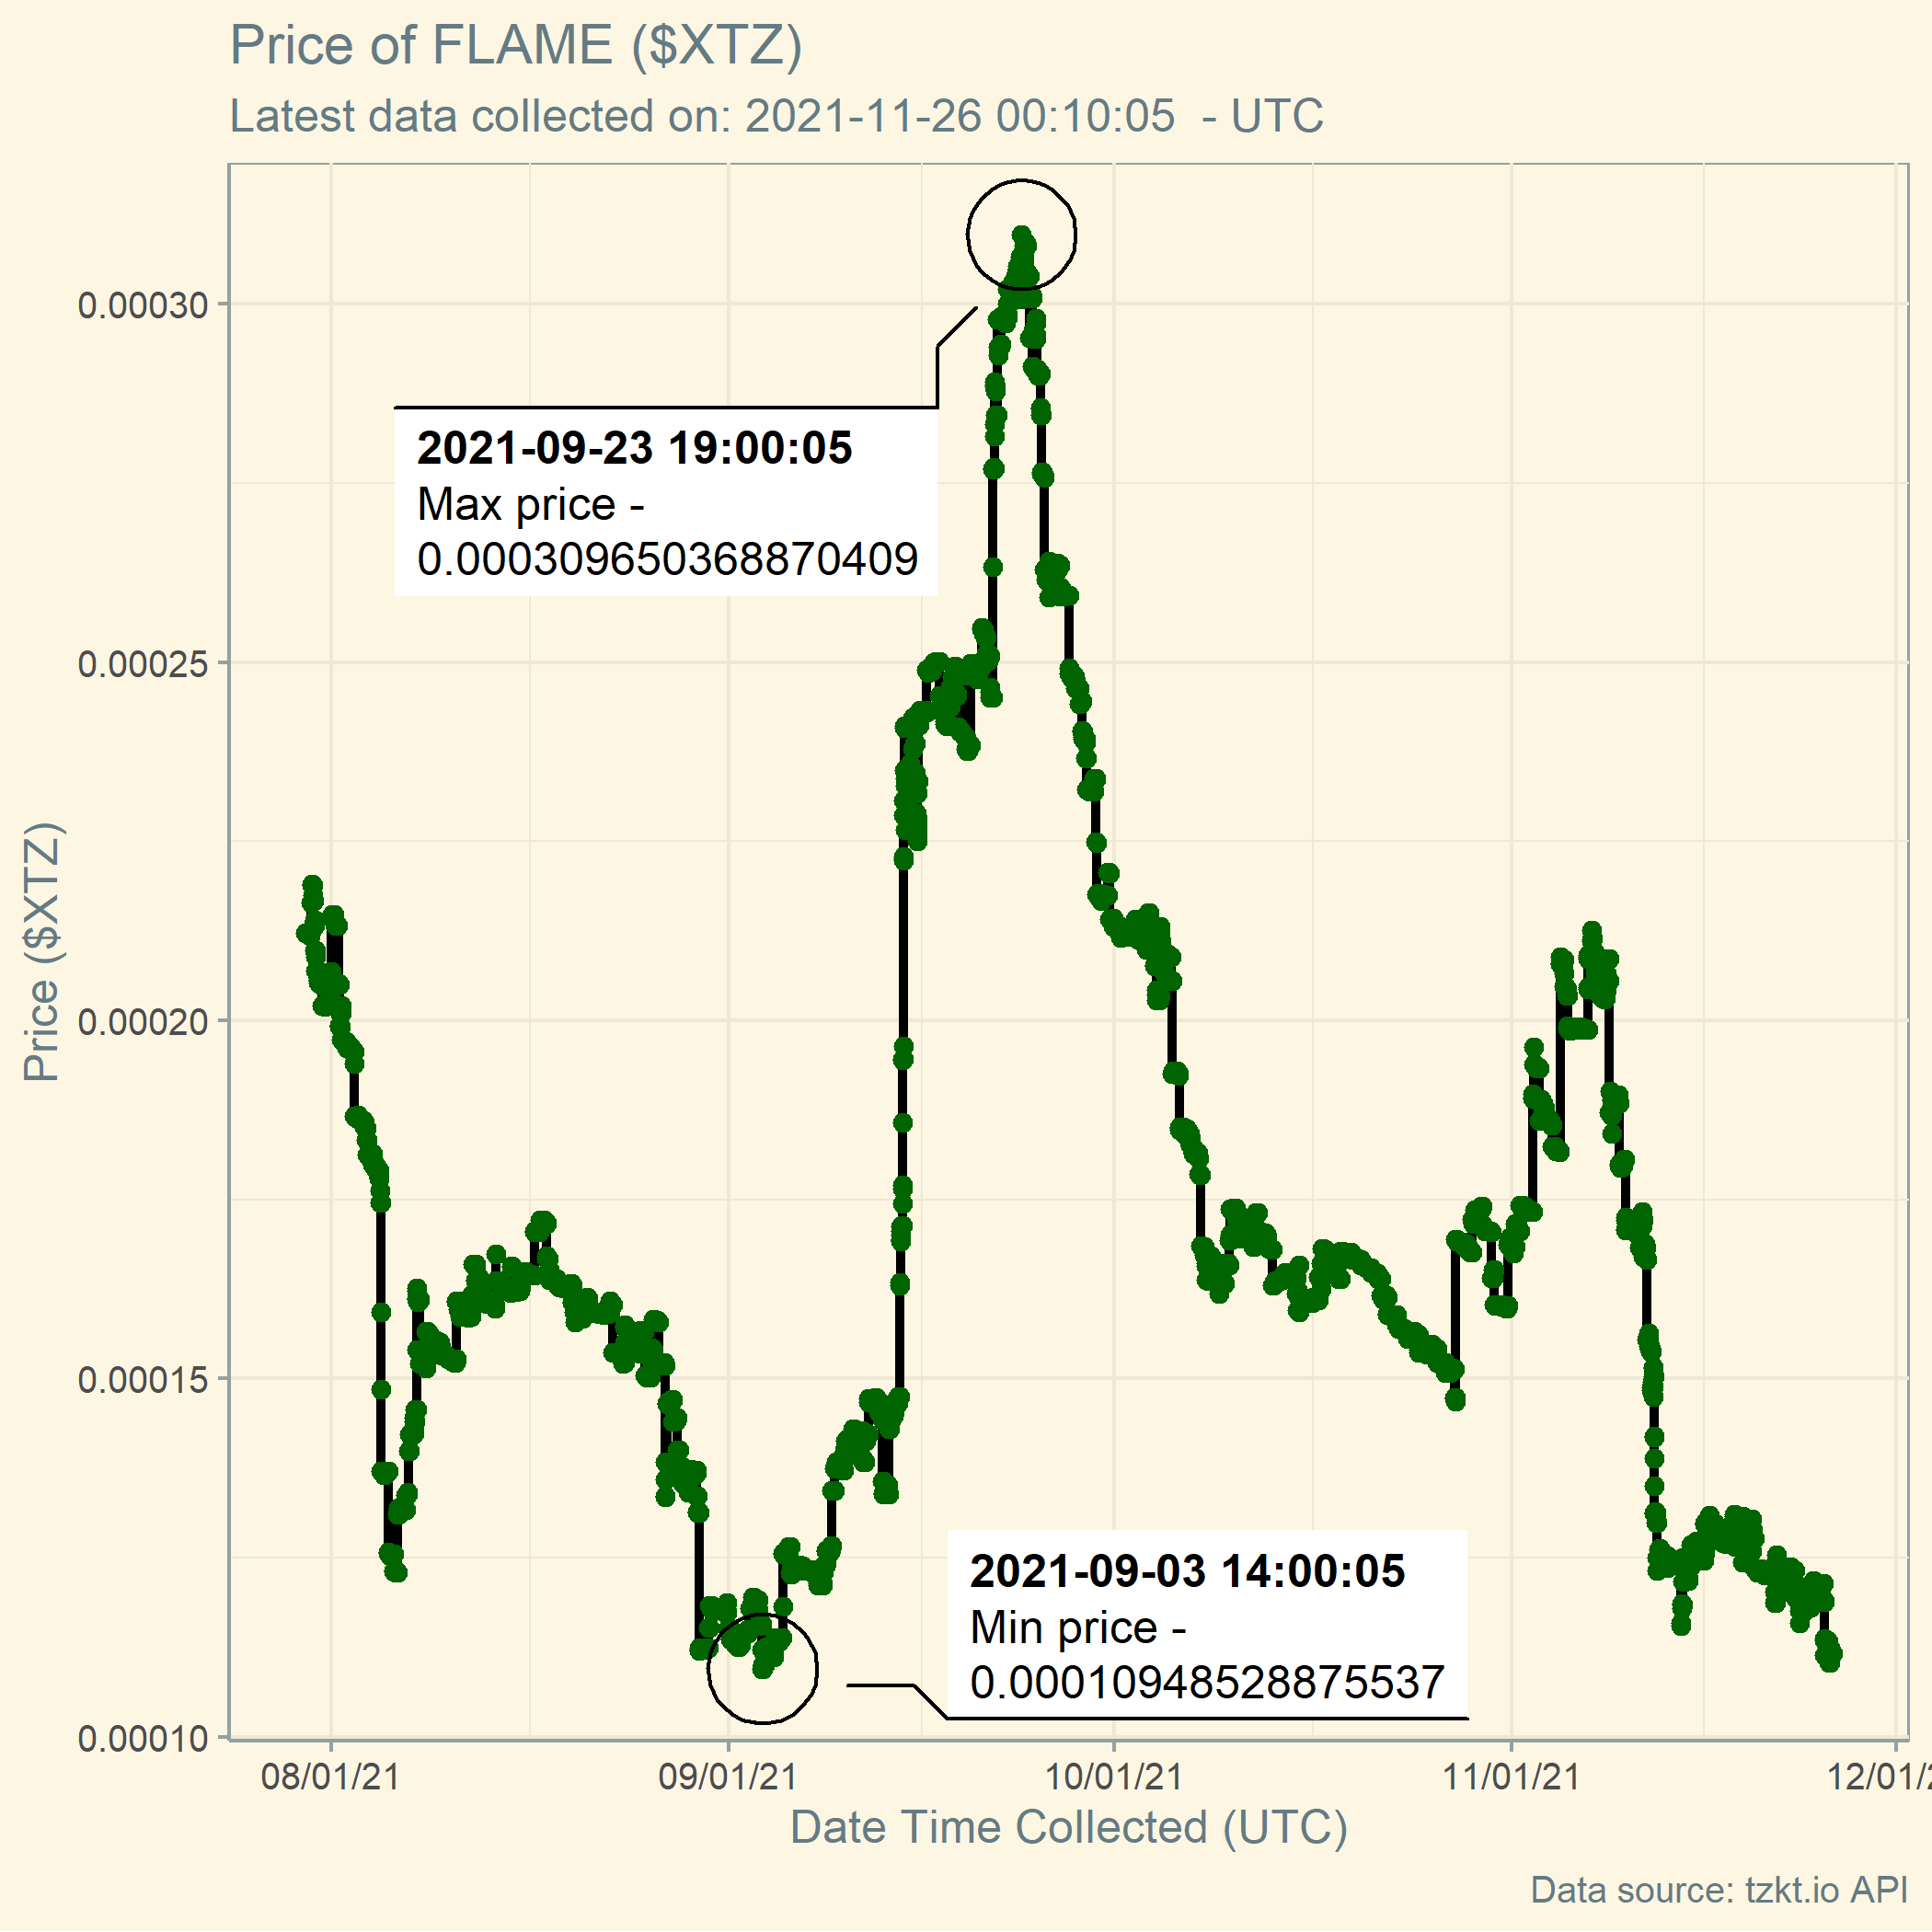 Price of FLAME ($XTZ)
Latest data collected on: 2021-11-26 00:10:05  - UTC
0.00030
2021-09-23 19:00:05
Max price -
0.000309650368870409
0.00025
Price ($XTZ)
0.00020
0.00015
2021-09-03 14:00:05
Min price -
0.00010948528875537
0.00010
08/01/21
09/01/21
10/01/21
11/01/21
12/01/2
Date Time Collected (UTC)
Data source: tzkt.io API